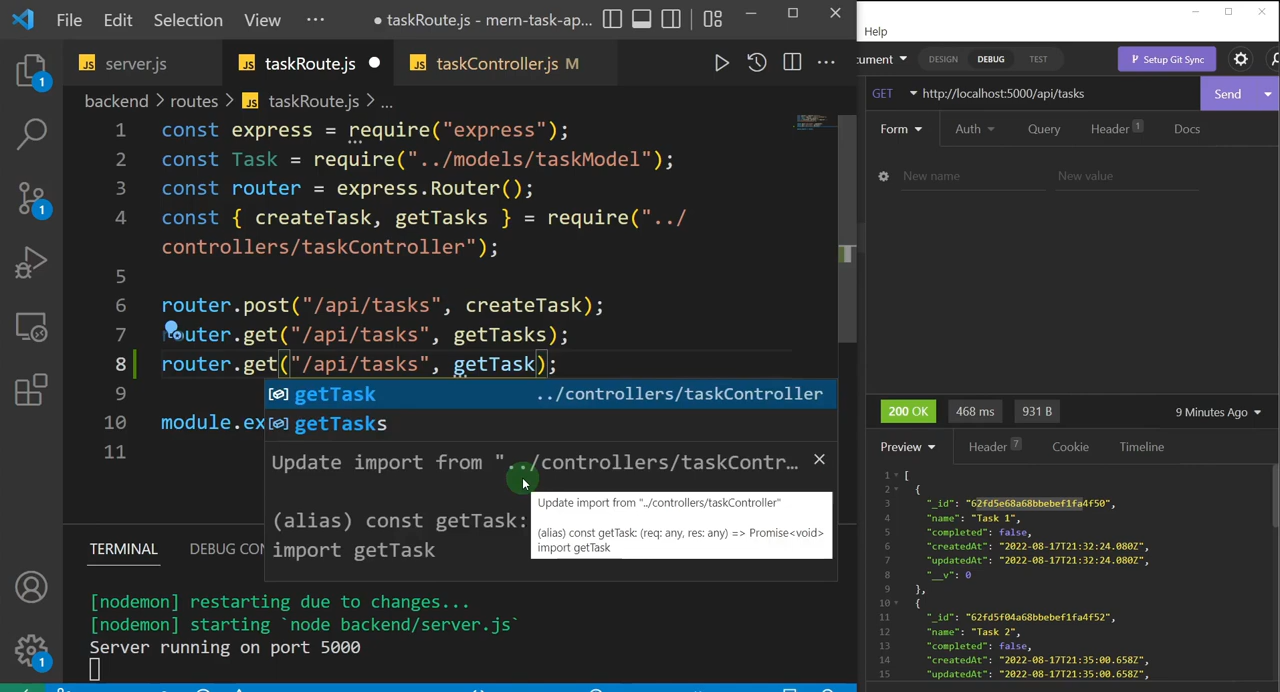 File Edit Selection View ··· ● taskRoute.js - mern-task-ap...
JS server.js JS taskRoute.js ● JS taskController.js M
backend > routes > JS taskRoute.js > ...
1 const express = require("express");
2 const Task = require("../models/taskModel");
3 const router = express.Router();
4 const { createTask, getTasks } = require("../
controllers/taskController");
5
6 router.post("/api/tasks", createTask);
7 router.get("/api/tasks", getTasks);
8 router.get("/api/tasks", getTask);
getTask ../controllers/taskController
9
10 module.ex
getTasks
11
Update import from "../controllers/taskContr...
(alias) const getTask:
import getTask
Update import from "../controllers/taskController"
(alias) const getTask: (req: any, res: any) => Promise<void>
import getTask
TERMINAL DEBUG CON
[nodemon] restarting due to changes...
[nodemon] starting `node backend/server.js`
Server running on port 5000
1
1
1
Help
cument DESIGN DEBUG TEST Setup Git Sync
GET http://localhost:5000/api/tasks Send
Form Auth Query Header 1 Docs
New name New value
200 OK 468 ms 931 B 9 Minutes Ago
Preview Header 7 Cookie Timeline
1 [
2 {
3 "_id": "62fd5e68a68bbebef1fa4f50",
4 "name": "Task 1",
5 "completed": false,
6 "createdAt": "2022-08-17T21:32:24.080Z",
7 "updatedAt": "2022-08-17T21:32:24.080Z",
8 "__v": 0
9 },
10 {
11 "_id": "62fd5f04a68bbebef1fa4f52",
12 "name": "Task 2",
13 "completed": false,
14 "createdAt": "2022-08-17T21:35:00.658Z",
15 "updatedAt": "2022-08-17T21:35:00.658Z",